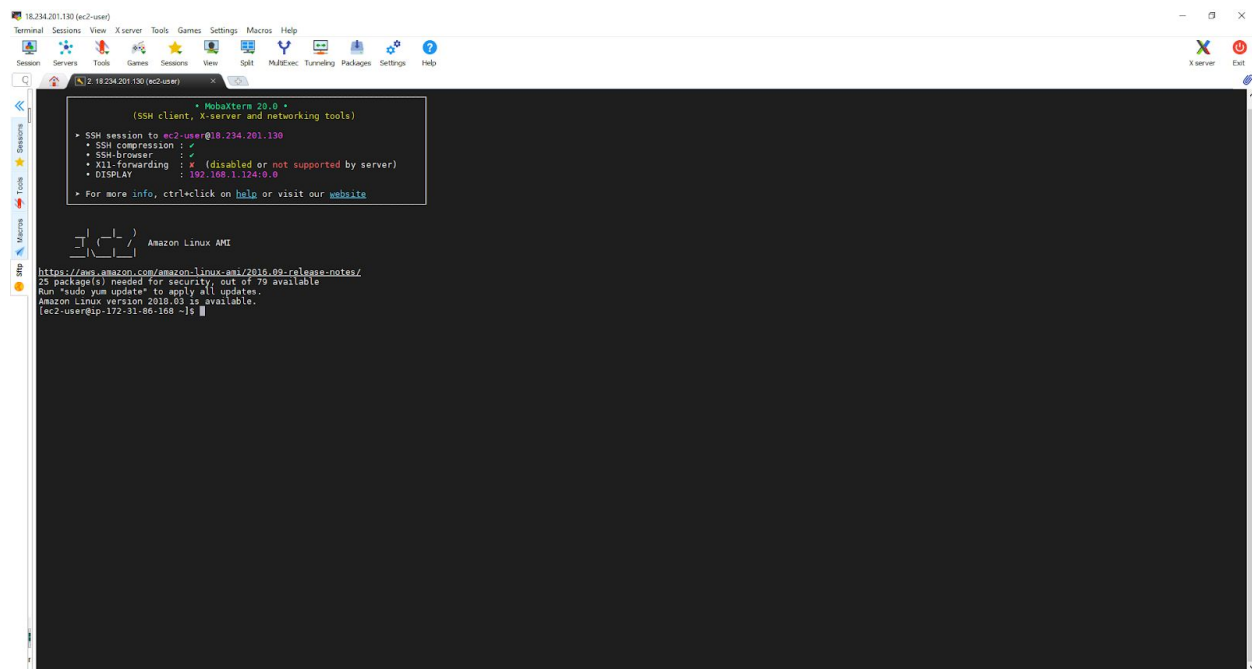 18.234.201.130 (ec2-user)
Terminal Sessions View X server Tools Games Settings Macros Help
Session Servers Tools Games Sessions View Split MultiExec Tunneling Packages Settings Help X server Exit
2. 18.234.201.130 (ec2-user)
Sessions
Tools
Macros
Sftp
• MobaXterm 20.0 •
(SSH client, X-server and networking tools)
➤ SSH session to ec2-user@18.234.201.130
• SSH compression : ✔
• SSH-browser : ✔
• X11-forwarding : ✘ (disabled or not supported by server)
• DISPLAY : 192.168.1.124:0.0
➤ For more info, ctrl+click on help or visit our website
__| __|_ )
_| ( / Amazon Linux AMI
___|\___|___|
https://aws.amazon.com/amazon-linux-ami/2016.09-release-notes/
25 package(s) needed for security, out of 79 available
Run "sudo yum update" to apply all updates.
Amazon Linux version 2018.03 is available.
[ec2-user@ip-172-31-86-168 ~]$